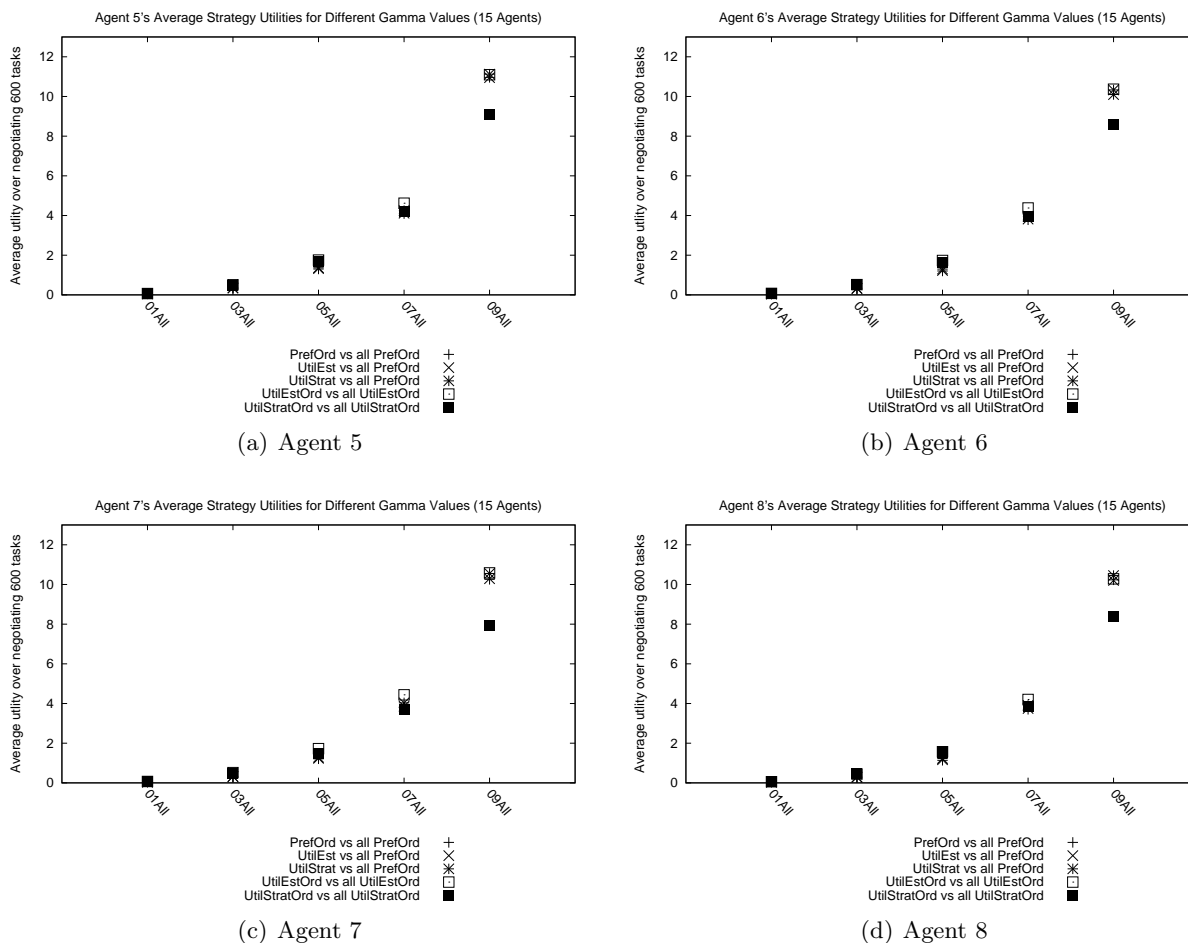 Agent 5's Average Strategy Utilities for Different Gamma Values (15 Agents)
Average utlity over negotiating 600 tasks
12
10
8
6
4
2
0
01All
03All
05All
07All
09All
PrefOrd vs all PrefOrd
UtilEst vs all PrefOrd
UtilStrat vs all PrefOrd
UtilEstOrd vs all UtilEstOrd
UtilStratOrd vs all UtilStratOrd
(a) Agent 5
Agent 6's Average Strategy Utilities for Different Gamma Values (15 Agents)
Average utlity over negotiating 600 tasks
12
10
8
6
4
2
0
01All
03All
05All
07All
09All
PrefOrd vs all PrefOrd
UtilEst vs all PrefOrd
UtilStrat vs all PrefOrd
UtilEstOrd vs all UtilEstOrd
UtilStratOrd vs all UtilStratOrd
(b) Agent 6
Agent 7's Average Strategy Utilities for Different Gamma Values (15 Agents)
Average utlity over negotiating 600 tasks
12
10
8
6
4
2
0
01All
03All
05All
07All
09All
PrefOrd vs all PrefOrd
UtilEst vs all PrefOrd
UtilStrat vs all PrefOrd
UtilEstOrd vs all UtilEstOrd
UtilStratOrd vs all UtilStratOrd
(c) Agent 7
Agent 8's Average Strategy Utilities for Different Gamma Values (15 Agents)
Average utlity over negotiating 600 tasks
12
10
8
6
4
2
0
01All
03All
05All
07All
09All
PrefOrd vs all PrefOrd
UtilEst vs all PrefOrd
UtilStrat vs all PrefOrd
UtilEstOrd vs all UtilEstOrd
UtilStratOrd vs all UtilStratOrd
(d) Agent 8